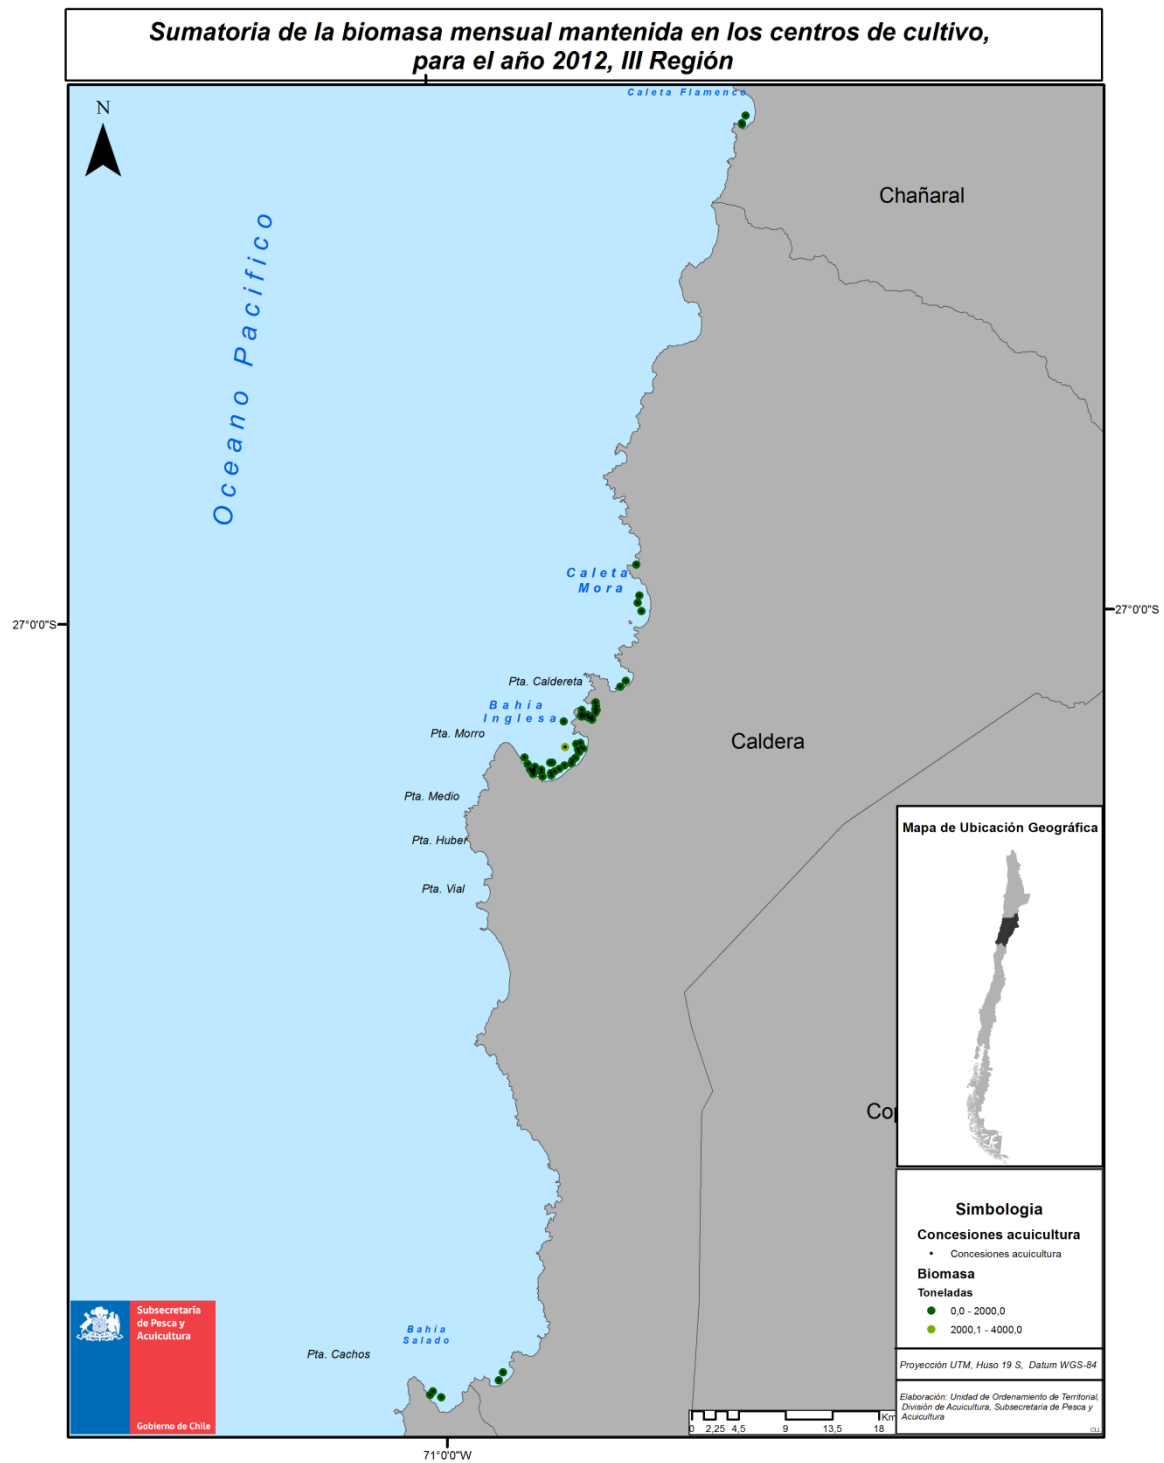 Sumatoria de la biomasa mensual mantenida en los centros de cultivo,
para el año 2012, III Región
Caleta Flamenco
N
Chañaral
Oceano Pacifico
Caleta
Mora
27°0'0"S
27°0'0"S
Pta. Caldereta
Bahía
Inglesa
Pta. Morro
Caldera
Pta. Medio
Pta. Huber
Pta. Vial
Mapa de Ubicación Geográfica
Simbologia
Concesiones acuicultura
Concesiones acuicultura
Biomasa
Toneladas
0,0 - 2000,0
2000,1 - 4000,0
Proyección UTM, Huso 19 S, Datum WGS-84
Elaboración: Unidad de Ordenamiento de Territorial,
División de Acuicultura, Subsecretaria de Pesca y
Acuicultura
CLL
Subsecretaría
de Pesca y
Acuicultura
Gobierno de Chile
Bahía
Salado
Pta. Cachos
Km
0 2,25 4,5 9 13,5 18
71°0'0"W